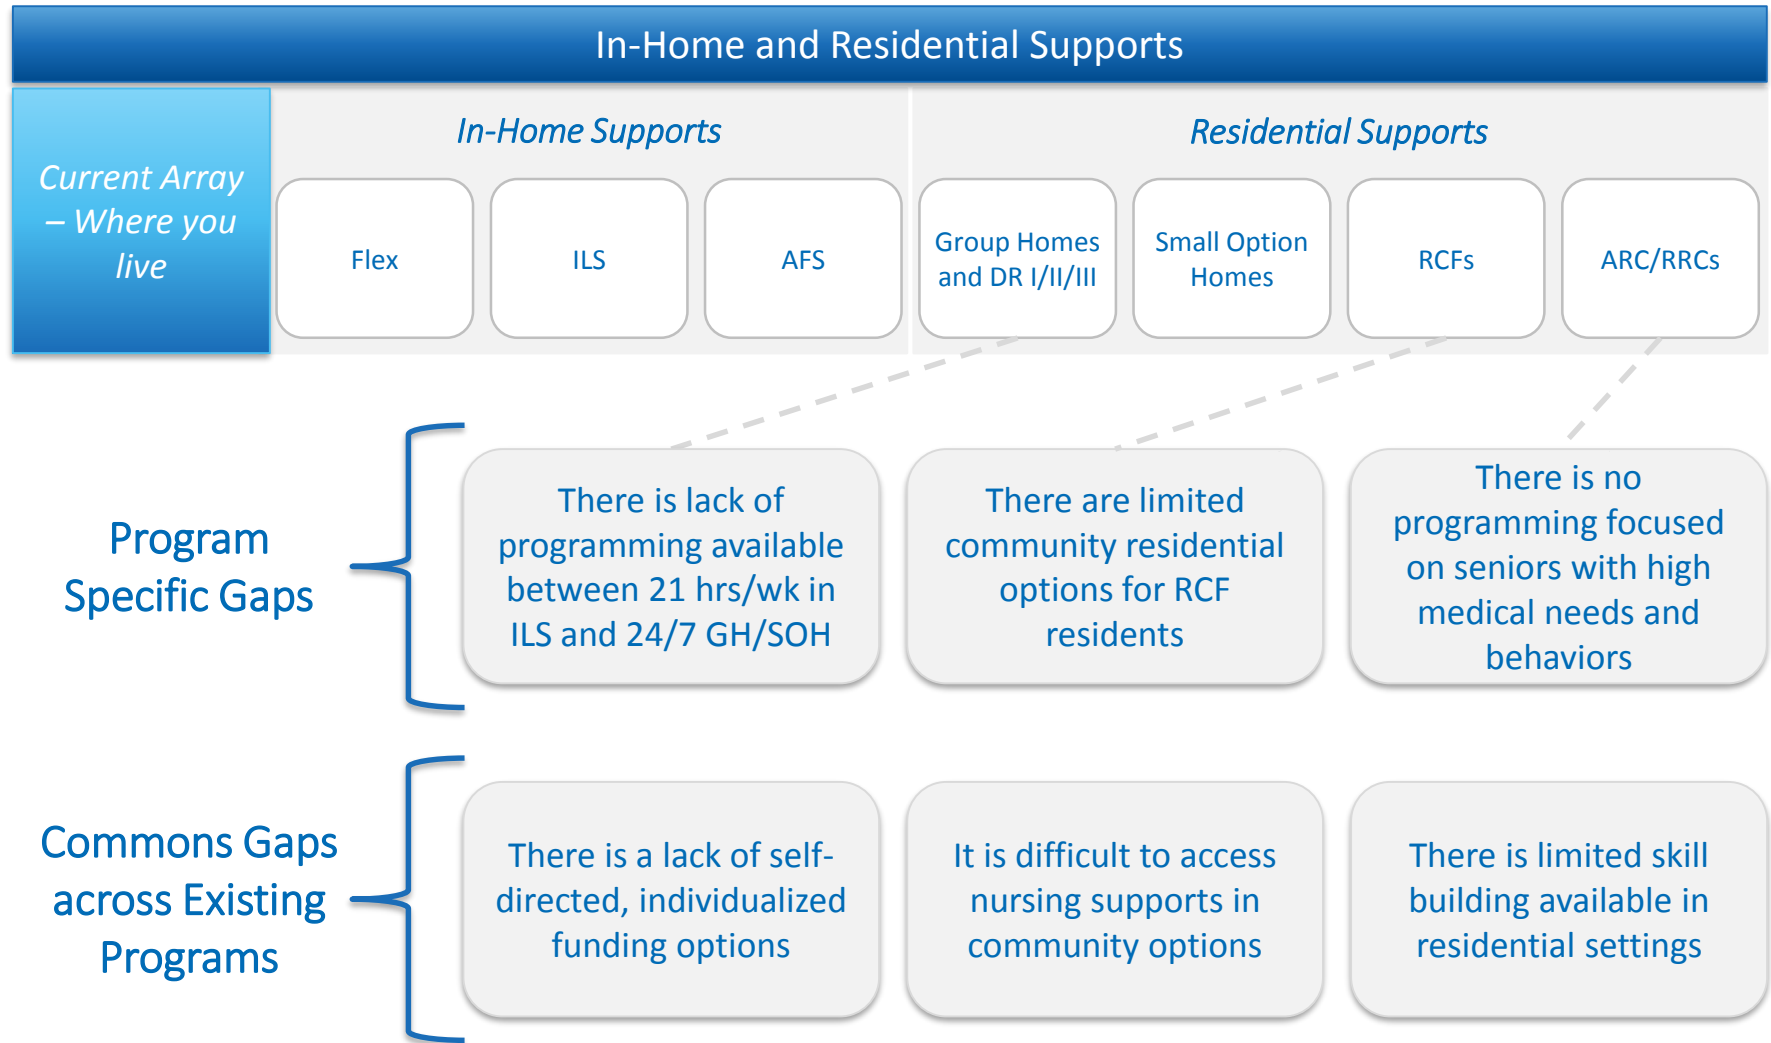 In-Home and Residential Supports
Current Array
– Where you
live
In-Home Supports
Residential Supports
Flex
ILS
AFS
Group Homes
and DR I/II/III
Small Option
Homes
RCFs
ARC/RRCs
Program
Specific Gaps
There is lack of
programming available
between 21 hrs/wk in
ILS and 24/7 GH/SOH
There are limited
community residential
options for RCF
residents
There is no
programming focused
on seniors with high
medical needs and
behaviors
Commons Gaps
across Existing
Programs
There is a lack of self-
directed, individualized
funding options
It is difficult to access
nursing supports in
community options
There is limited skill
building available in
residential settings